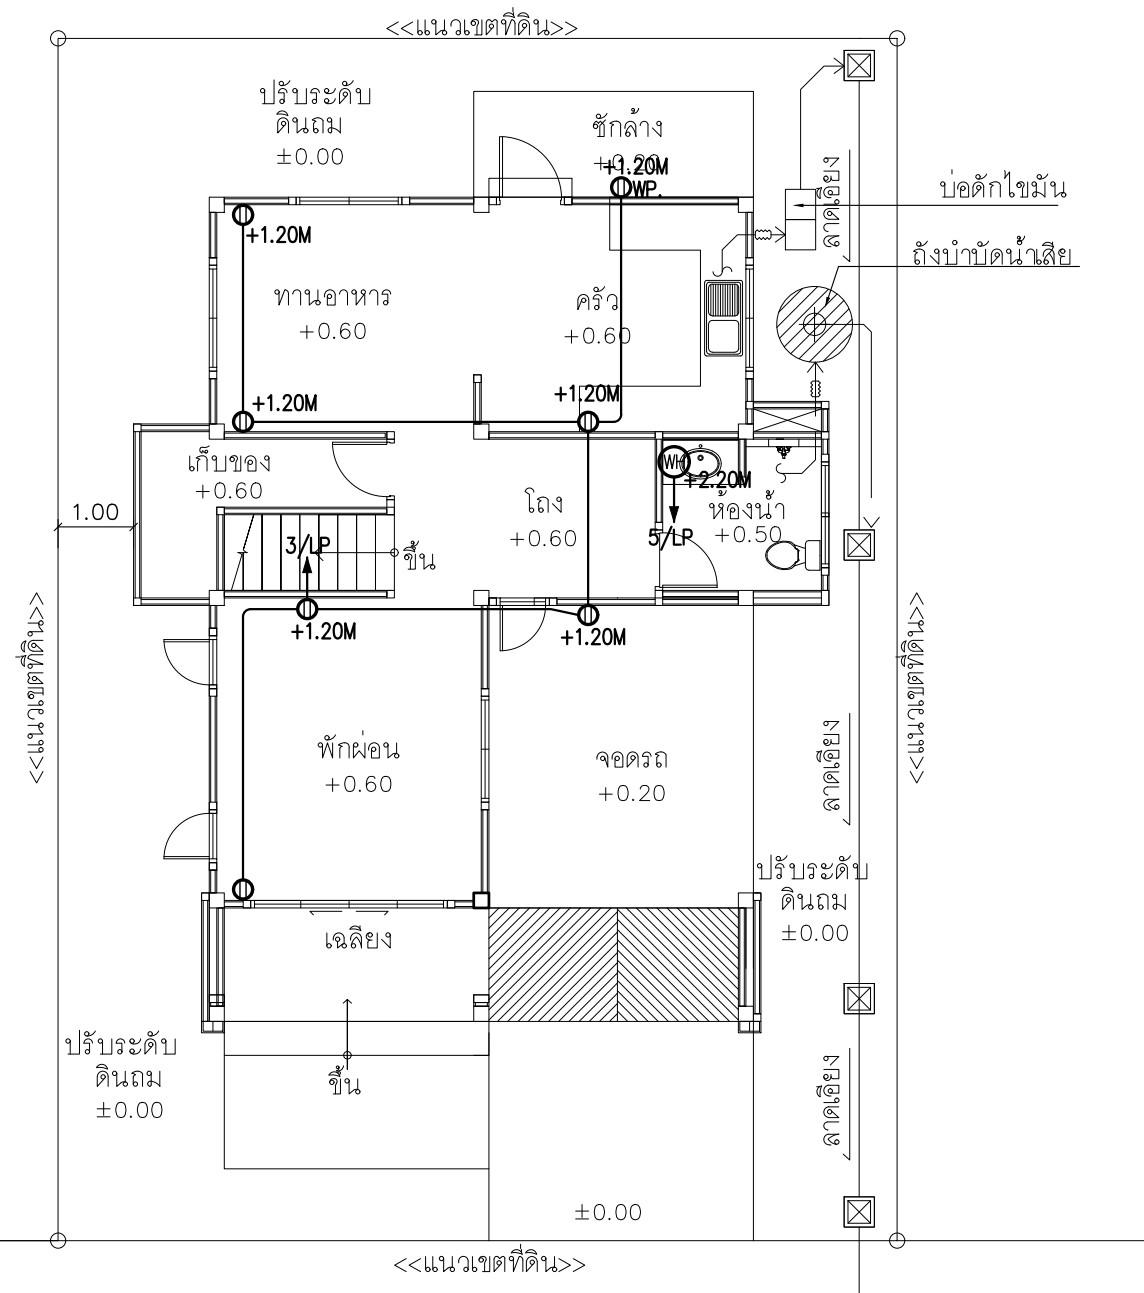 <<แนวเขตที่ดิน>>
ปรับระดับ
ดินถม
±0.00
ซักล้าง
+1.20M
WP.
บ่อดักไขมัน
ลาดเอียง
ถังบำบัดน้ำเสีย
+1.20M
ทานอาหาร
+0.60
ครัว
+0.60
+1.20M
+1.20M
เก็บของ
+0.60
WH
+2.20M
ห้องน้ำ
+0.50
โถง
+0.60
1.00
3/LP
ขึ้น
5/LP
+1.20M
+1.20M
<<แนวเขตที่ดิน>>
<<แนวเขตที่ดิน>>
พักผ่อน
+0.60
จอดรถ
+0.20
ลาดเอียง
ปรับระดับ
ดินถม
±0.00
เฉลียง
ปรับระดับ
ดินถม
±0.00
ขึ้น
ลาดเอียง
±0.00
<<แนวเขตที่ดิน>>